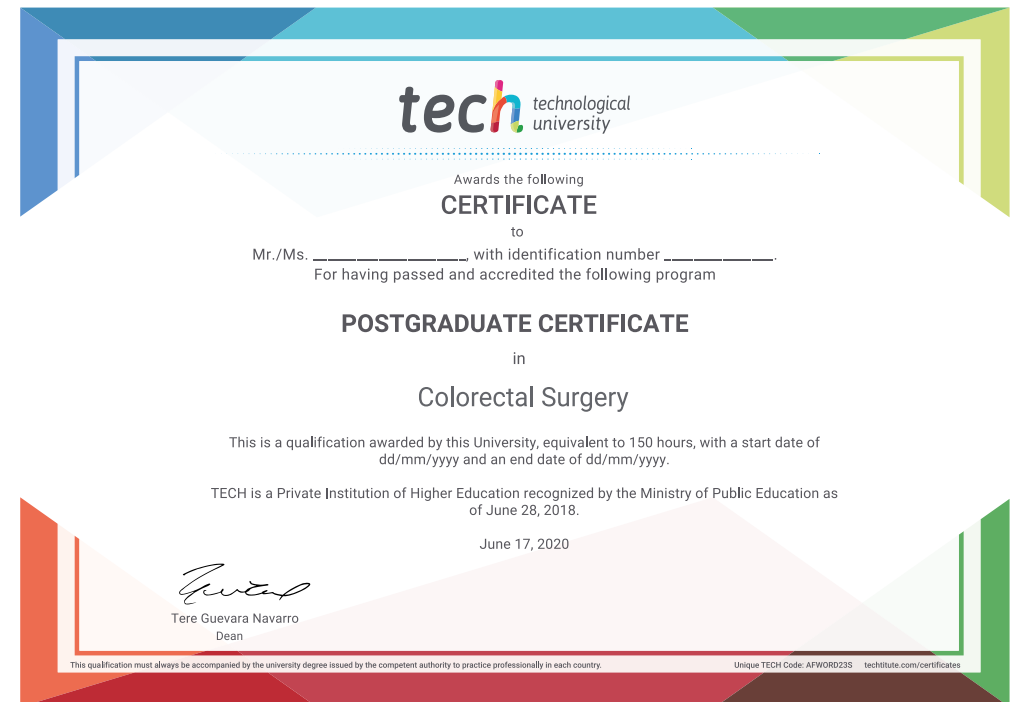 tech technological
university
Awards the following
CERTIFICATE
to
Mr./Ms. __________________, with identification number _____________.
For having passed and accredited the following program
POSTGRADUATE CERTIFICATE
in
Colorectal Surgery
This is a qualification awarded by this University, equivalent to 150 hours, with a start date of
dd/mm/yyyy and an end date of dd/mm/yyyy.
TECH is a Private Institution of Higher Education recognized by the Ministry of Public Education as
of June 28, 2018.
June 17, 2020
Tere Guevara Navarro
Dean
This qualification must always be accompanied by the university degree issued by the competent authority to practice professionally in each country.
Unique TECH Code: AFWORD23S techtitute.com/certificates